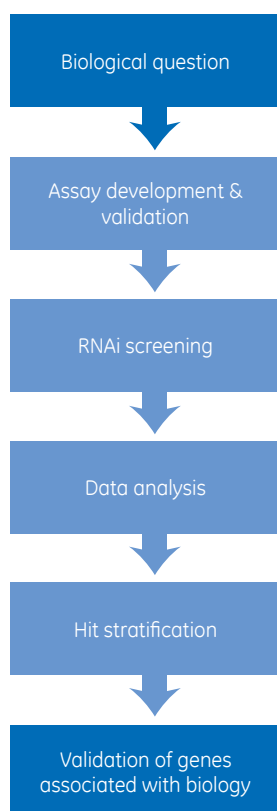 Biological question
Assay development &
validation
RNAi screening
Data analysis
Hit stratification
Validation of genes
associated with biology